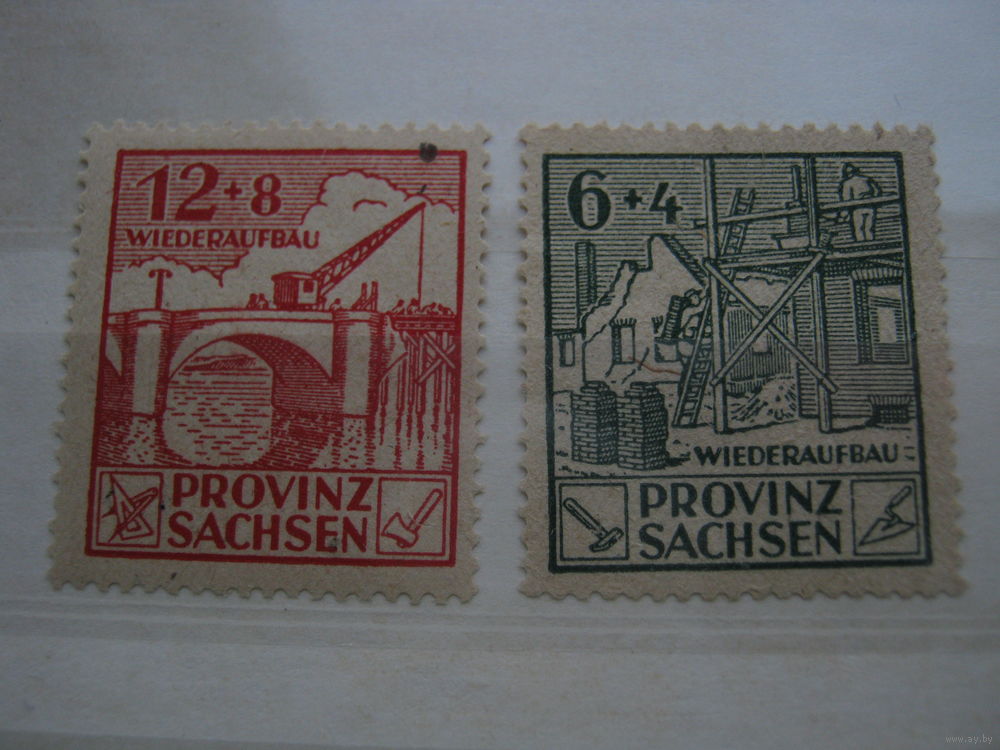 12+8
WIEDERAUFBAU
PROVINZ
SACHSEN
6+4
WIEDERAUFBAU
PROVINZ
SACHSEN
www.ay.by